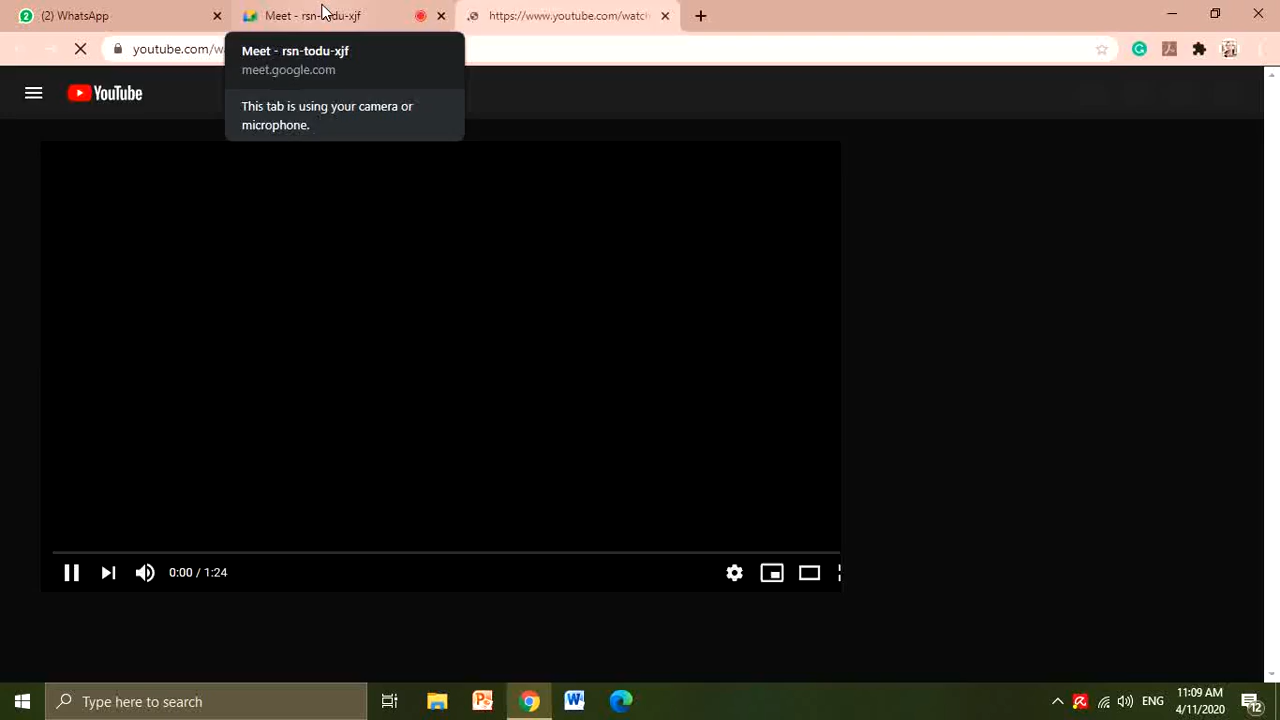 2 (2) WhatsApp
Meet - rsn-todu-xjf
https://www.youtube.com/watch
youtube.com/w
Meet - rsn-todu-xjf
meet.google.com
This tab is using your camera or
microphone.
YouTube
0:00 / 1:24
Type here to search
ENG
11:09 AM
4/11/2020
12